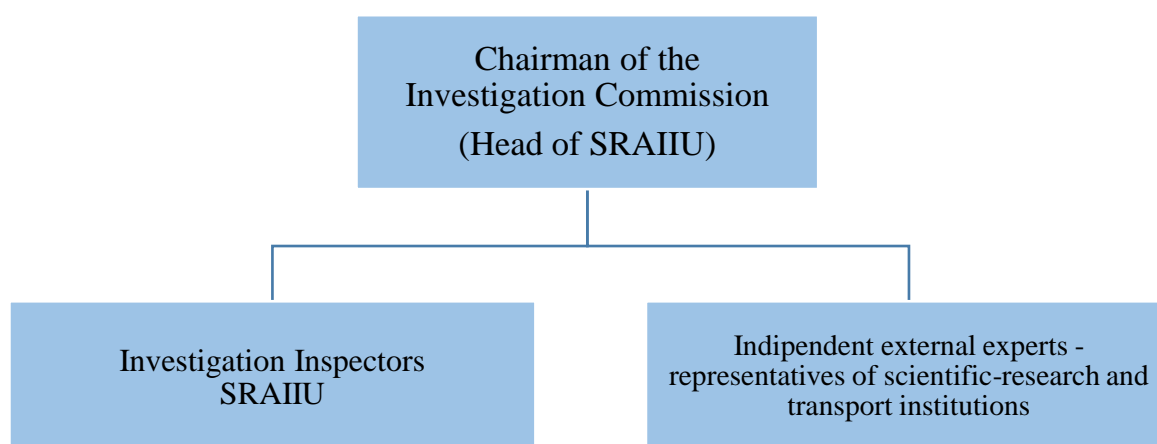 Chairman of the
Investigation Commission
(Head of SRAIIU)
Investigation Inspectors
SRAIIU
Indipendent external experts -
representatives of scientific-research and
transport institutions